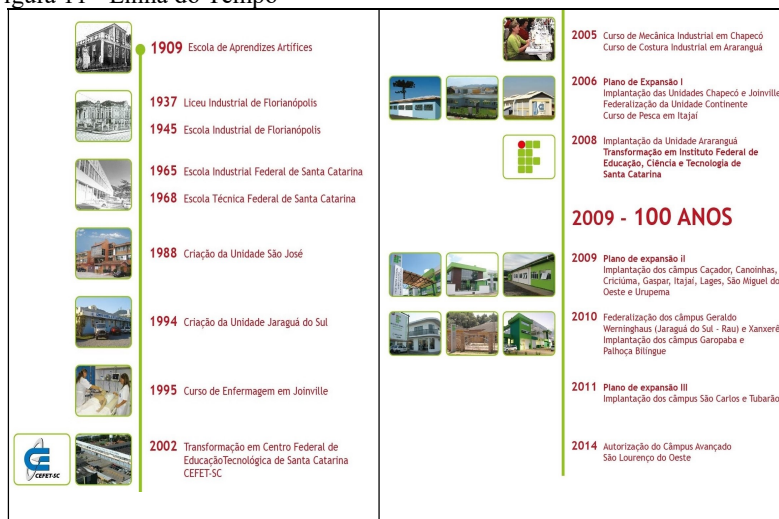 Figura 11 - Linha do Tempo
1909 Escola de Aprendizes Artífices
1937 Liceu Industrial de Florianópolis
1945 Escola Industrial de Florianópolis
1965 Escola Industrial Federal de Santa Catarina
1968 Escola Técnica Federal de Santa Catarina
1988 Criação da Unidade São José
1994 Criação da Unidade Jaraguá do Sul
1995 Curso de Enfermagem em Joinville
CEFET-SC
2002 Transformação em Centro Federal de
EducaçãoTecnológica de Santa Catarina
CEFET-SC
2005 Curso de Mecânica Industrial em Chapecó
Curso de Costura Industrial em Araranguá
2006 Plano de Expansão I
Implantação das Unidades Chapecó e Joinville
Federalização da Unidade Continente
Curso de Pesca em Itajaí
2008 Implantação da Unidade Araranguá
Transformação em Instituto Federal de
Educação, Ciência e Tecnologia de
Santa Catarina
2009 - 100 ANOS
2009 Plano de expansão iI
Implantação dos câmpus Caçador, Canoinhas,
Criciúma, Gaspar, Itajaí, Lages, São Miguel do
Oeste e Urupema
2010 Federalização dos câmpus Geraldo
Werninghaus (Jaraguá do Sul - Rau) e Xanxerê
Implantação dos câmpus Garopaba e
Palhoça Bilíngue
2011 Plano de expansão III
Implantação dos câmpus São Carlos e Tubarão
2014 Autorização do Câmpus Avançado
São Lourenço do Oeste